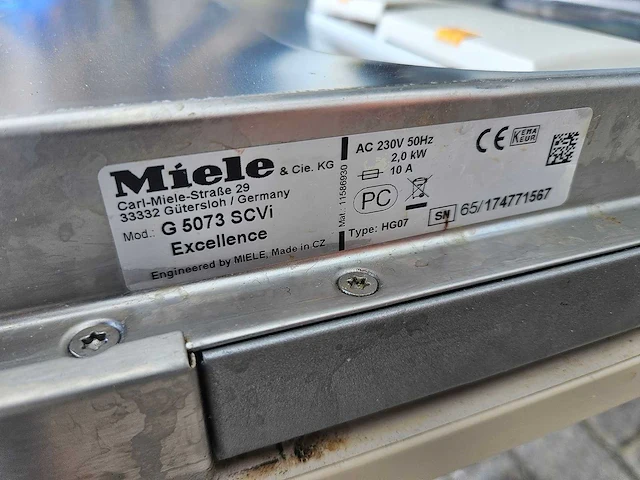 Miele & Cie. KG
Carl-Miele-Straße 29
33332 Gütersloh / Germany
Mod.: G 5073 SCVi
Excellence
Engineered by MIELE, Made in CZ
Mat.: 11586930
AC 230V 50Hz
2,0 kW
10 A
PC
Type: HG07
CE KEMA KEUR
SN 65/174771567